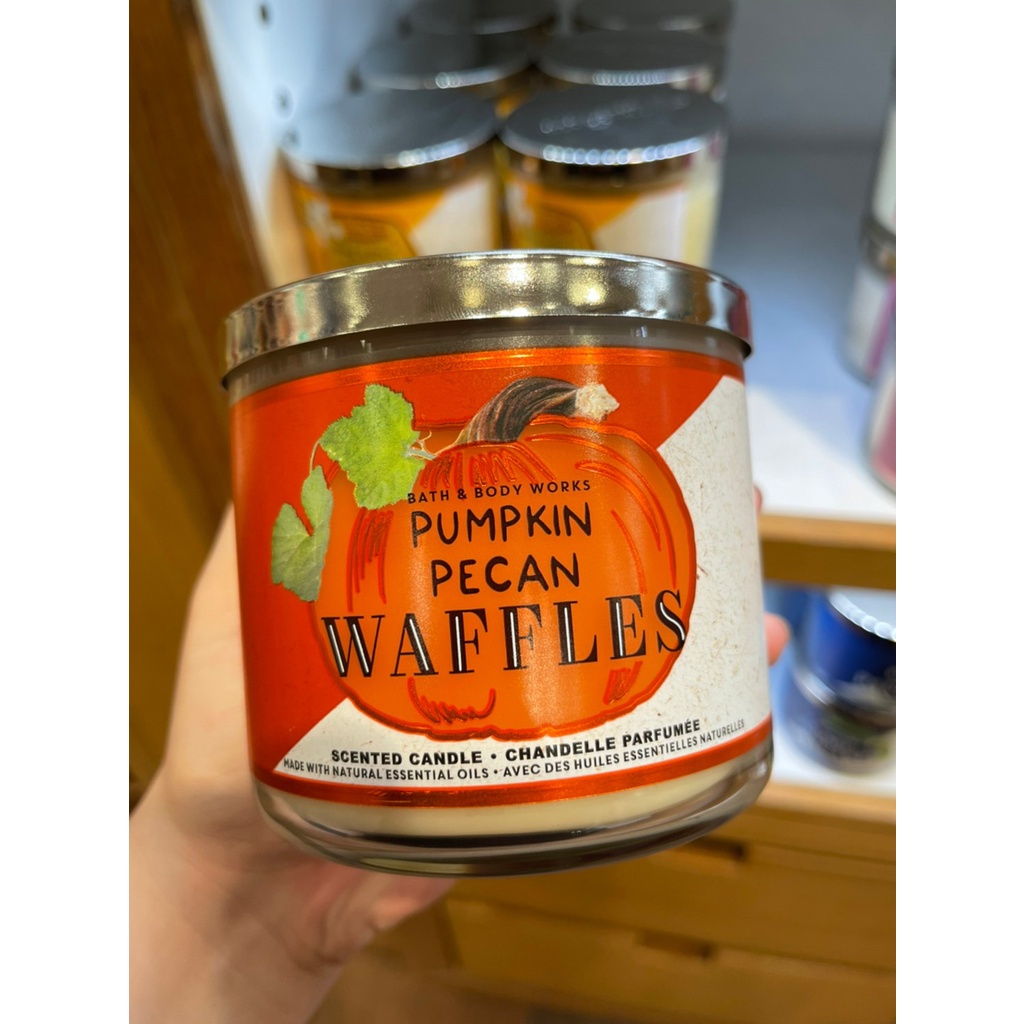 BATH & BODY WORKS
PUMPKIN
PECAN
WAFFLES
SCENTED CANDLE • CHANDELLE PARFUMÉE
MADE WITH NATURAL ESSENTIAL OILS • AVEC DES HUILES ESSENTIELLES NATURELLES